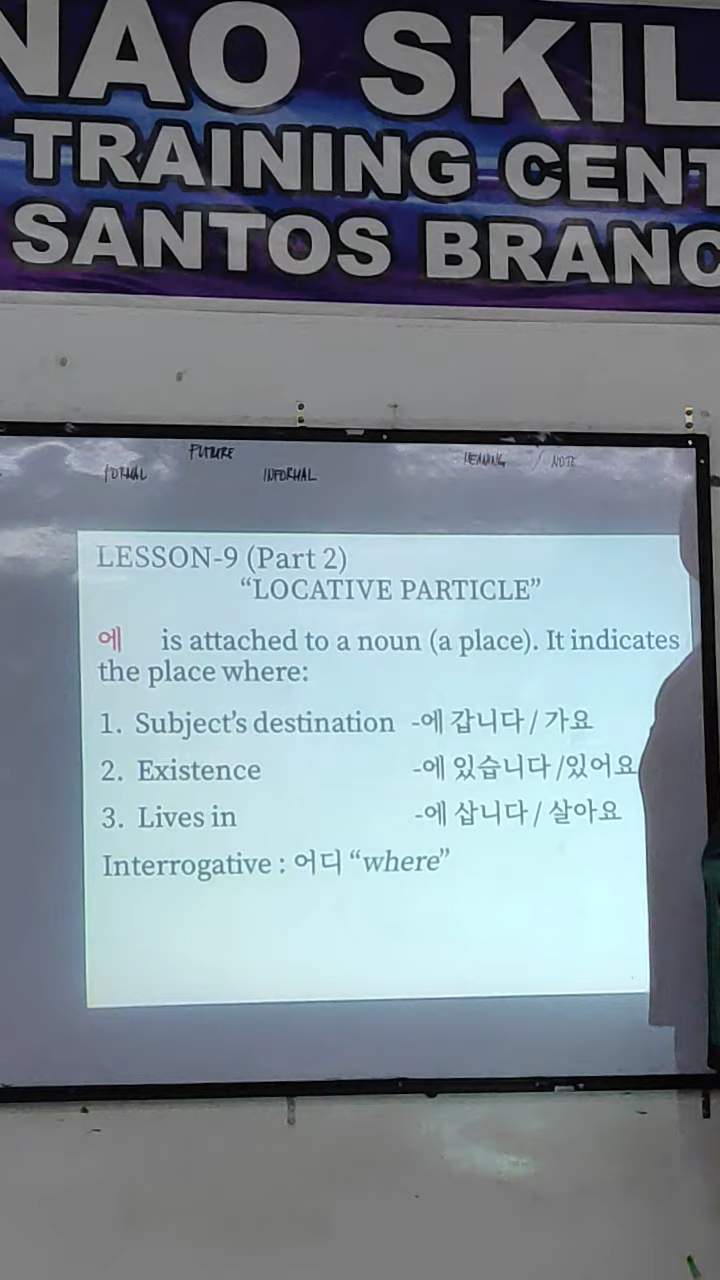 NAO SKIL
TRAINING CENT
SANTOS BRANC
FUTURE
FORMAL INFORMAL MEANING / NOTE
LESSON-9 (Part 2)
“LOCATIVE PARTICLE”
에 is attached to a noun (a place). It indicates
the place where:
1. Subject’s destination -에 갑니다 / 가요
2. Existence -에 있습니다 /있어요
3. Lives in -에 삽니다 / 살아요
Interrogative : 어디 “where”